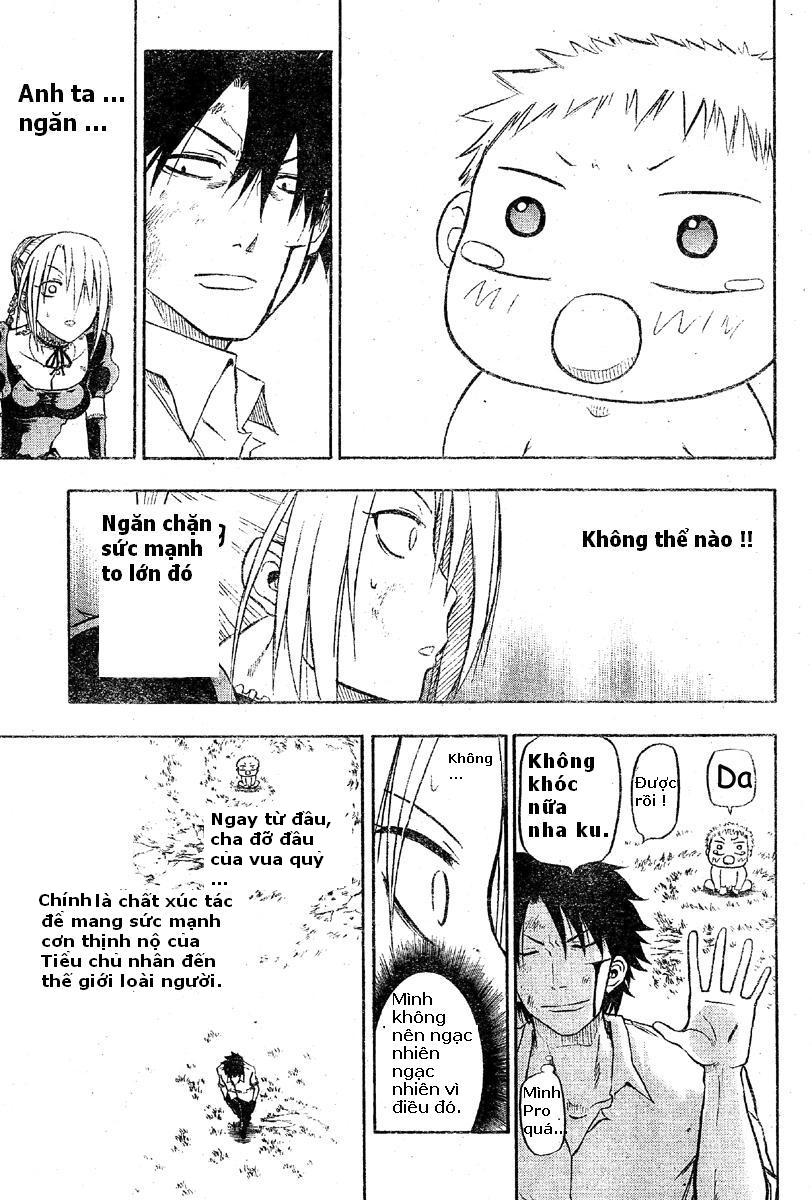 Anh ta ...
ngăn ...
Không thể nào !!
Ngăn chặn
sức mạnh
to lớn đó
Da
Được
rồi !
Không
khóc
nữa
nha ku.
Mình
Pro
quá...
Không
...
Mình
không
nên ngạc
nhiên
ngạc
nhiên vì
điều đó.
Ngay từ đâu,
cha đỡ đâu
của vua quỷ
...
Chính là chất xúc tác
để mang sức mạnh
cơn thịnh nộ của
Tiểu chủ nhân đến
thế giới loài người.